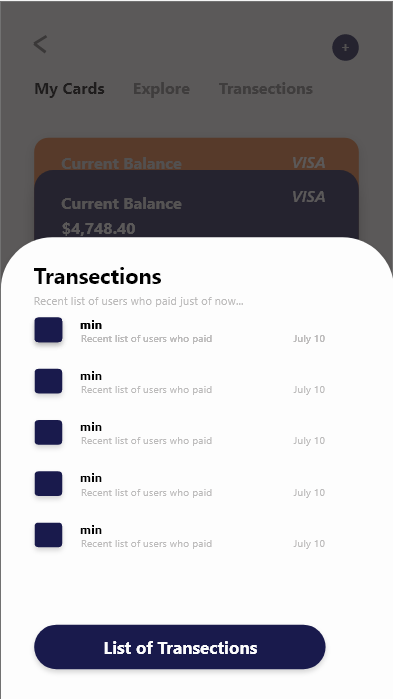 <
+
My Cards Explore Transections
Current Balance VISA
Current Balance VISA
$4,748.40
Transections
Recent list of users who paid just of now...
min
Recent list of users who paid July 10
min
Recent list of users who paid July 10
min
Recent list of users who paid July 10
min
Recent list of users who paid July 10
min
Recent list of users who paid July 10
List of Transections